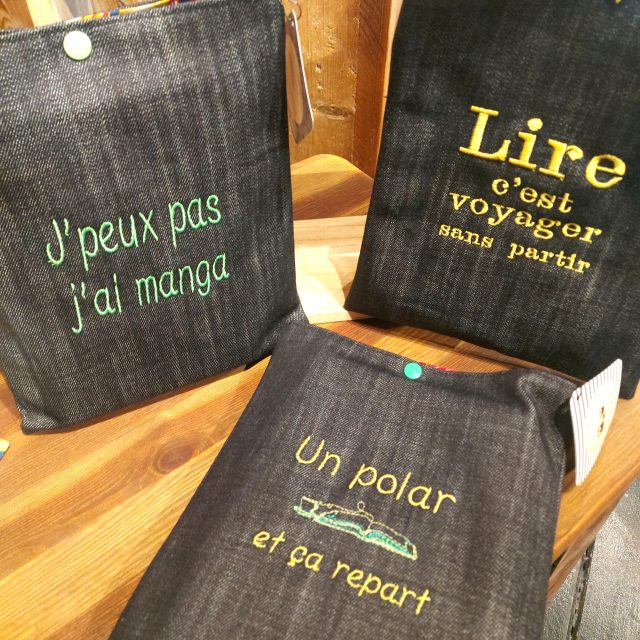 J'peux pas
j'ai manga
Lire
c'est
voyager
sans partir
Un polar
et ça repart